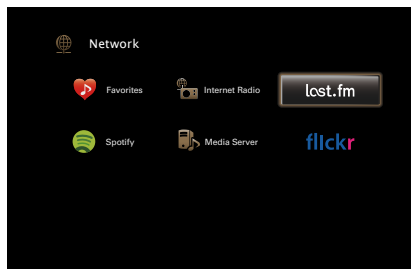 Network
Favorites
Internet Radio
last.fm
Spotify
Media Server
flickr